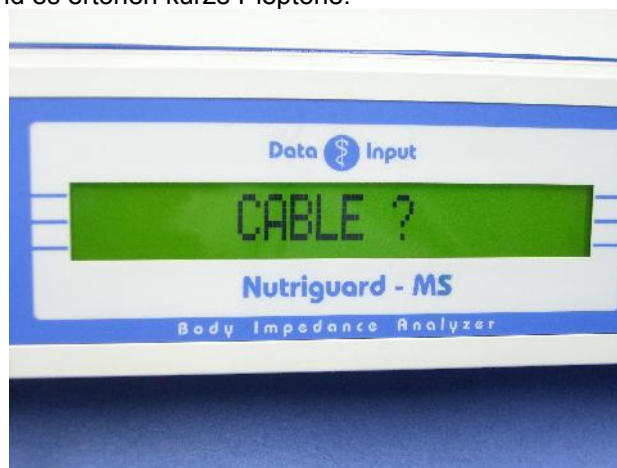 es ertönen kurze Pieptöne.
Data Input
CABLE ?
Nutriguard - MS
Body Impedance Analyzer